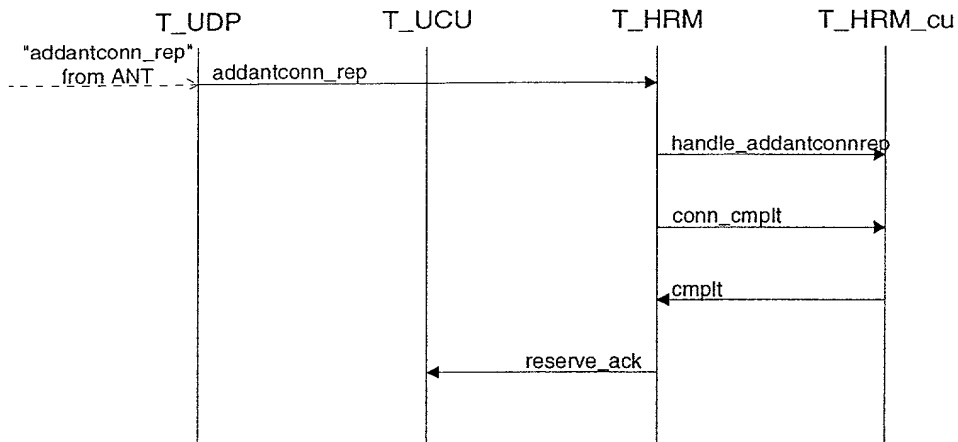 T_UDP
T_UCU
T_HRM
T_HRM_cu
"addantconn_rep"
from ANT
addantconn_rep
handle_addantconnrep
conn_cmplt
cmplt
reserve_ack